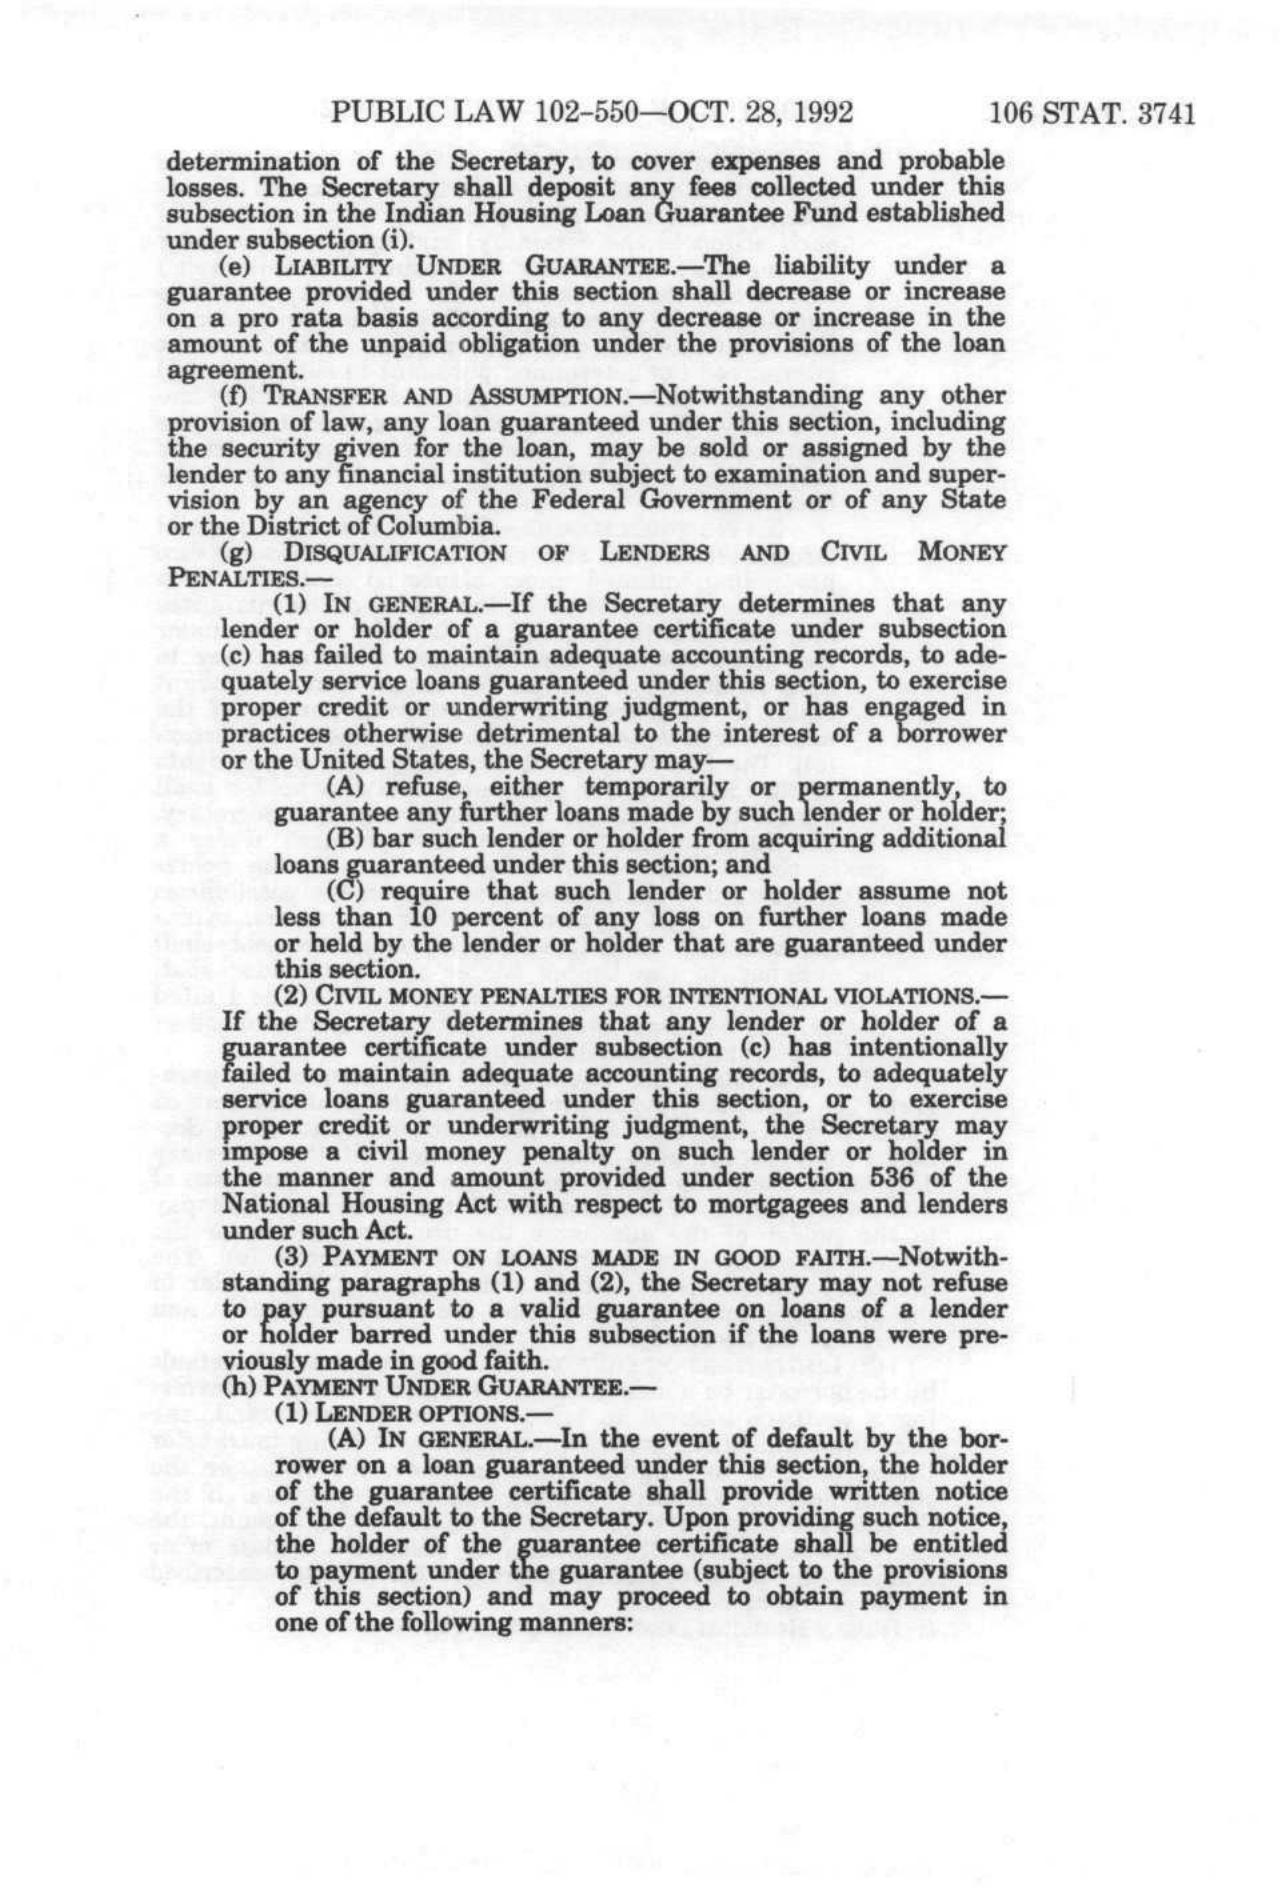 PUBLIC LAW 102-550—OCT. 28, 1992 106 STAT. 3741
determination of the Secretary, to cover expenses and probable
losses. The Secretary shall deposit any fees collected under this
subsection in the Indian Housing Loan Guarantee Fund established
under subsection (i).
(e) LIABILITY UNDER GUARANTEE.—The liability under a
guarantee provided under this section shall decrease or increase
on a pro rata basis according to any decrease or increase in the
amount of the unpaid obligation under the provisions of the loan
agreement.
(f) TRANSFER AND ASSUMPTION.—Notwithstanding any other
provision of law, any loan guaranteed under this section, including
the security given for the loan, may be sold or assigned by the
lender to any financial institution subject to examination and super-
vision by an agency of the Federal Government or of any State
or the District of Columbia.
(g) DISQUALIFICATION OF LENDERS AND CIVIL MONEY
PENALTIES.—
(1) IN GENERAL.—If the Secretary determines that any
lender or holder of a guarantee certificate under subsection
(c) has failed to maintain adequate accounting records, to ade-
quately service loans guaranteed under this section, to exercise
proper credit or underwriting judgment, or has engaged in
practices otherwise detrimental to the interest of a borrower
or the United States, the Secretary may—
(A) refuse, either temporarily or permanently, to
guarantee any further loans made by such lender or holder;
(B) bar such lender or holder from acquiring additional
loans guaranteed under this section; and
(C) require that such lender or holder assume not
less than 10 percent of any loss on further loans made
or held by the lender or holder that are guaranteed under
this section.
(2) CIVIL MONEY PENALTIES FOR INTENTIONAL VIOLATIONS.—
If the Secretary determines that any lender or holder of a
guarantee certificate under subsection (c) has intentionally
failed to maintain adequate accounting records, to adequately
service loans guaranteed under this section, or to exercise
proper credit or underwriting judgment, the Secretary may
impose a civil money penalty on such lender or holder in
the manner and amount provided under section 536 of the
National Housing Act with respect to mortgagees and lenders
under such Act.
(3) PAYMENT ON LOANS MADE IN GOOD FAITH.—Notwith-
standing paragraphs (1) and (2), the Secretary may not refuse
to pay pursuant to a valid guarantee on loans of a lender
or holder barred under this subsection if the loans were pre-
viously made in good faith.
(h) PAYMENT UNDER GUARANTEE.—
(1) LENDER OPTIONS.—
(A) IN GENERAL.—In the event of default by the bor-
rower on a loan guaranteed under this section, the holder
of the guarantee certificate shall provide written notice
of the default to the Secretary. Upon providing such notice,
the holder of the guarantee certificate shall be entitled
to payment under the guarantee (subject to the provisions
of this section) and may proceed to obtain payment in
one of the following manners: